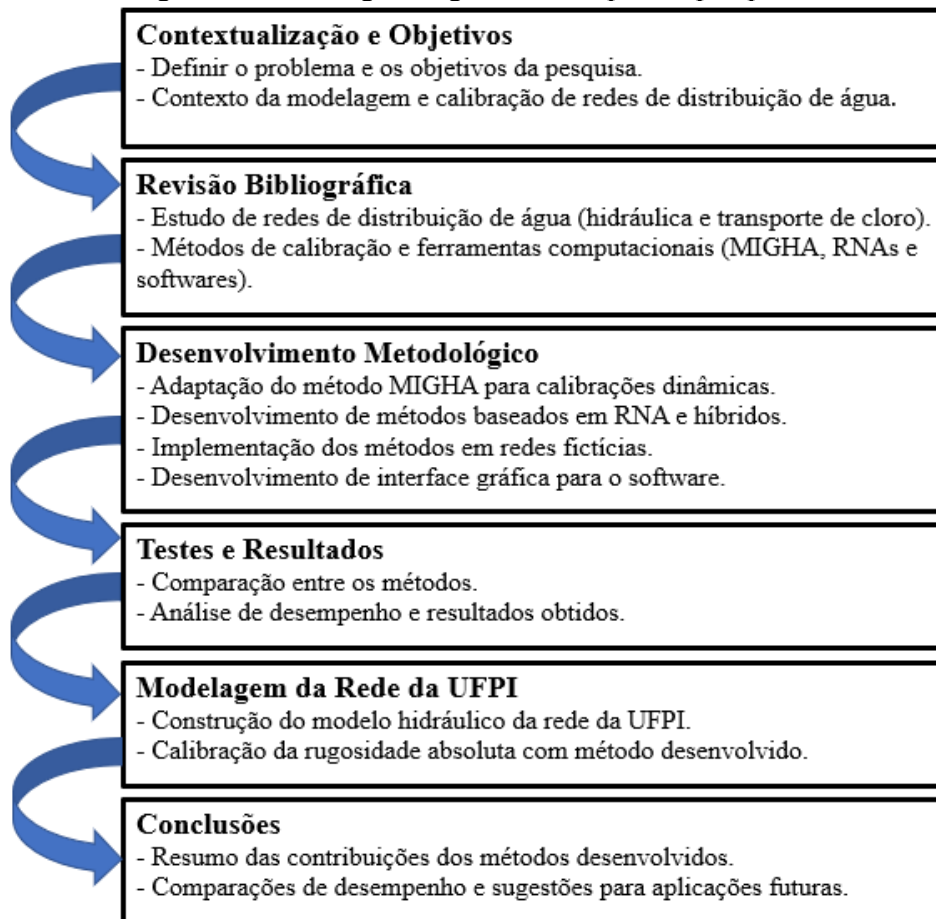 Contextualização e Objetivos
- Definir o problema e os objetivos da pesquisa.
- Contexto da modelagem e calibração de redes de distribuição de água.
Revisão Bibliográfica
- Estudo de redes de distribuição de água (hidráulica e transporte de cloro).
- Métodos de calibração e ferramentas computacionais (MIGHA, RNAs e
softwares).
Desenvolvimento Metodológico
- Adaptação do método MIGHA para calibrações dinâmicas.
- Desenvolvimento de métodos baseados em RNA e híbridos.
- Implementação dos métodos em redes fictícias.
- Desenvolvimento de interface gráfica para o software.
Testes e Resultados
- Comparação entre os métodos.
- Análise de desempenho e resultados obtidos.
Modelagem da Rede da UFPI
- Construção do modelo hidráulico da rede da UFPI.
- Calibração da rugosidade absoluta com método desenvolvido.
Conclusões
- Resumo das contribuições dos métodos desenvolvidos.
- Comparações de desempenho e sugestões para aplicações futuras.